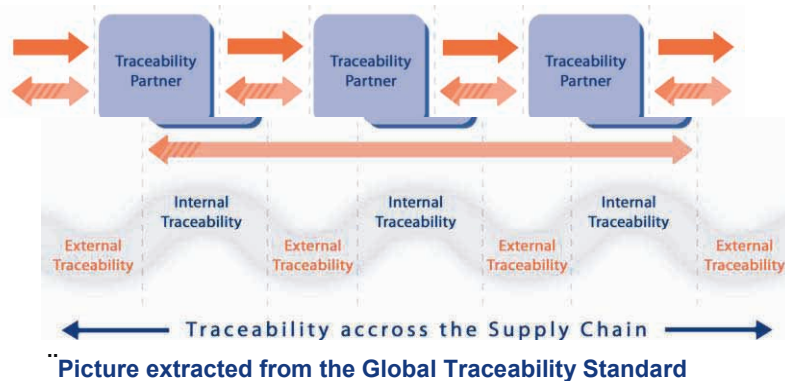 Traceability
Partner
Traceability
Partner
Traceability
Partner
Internal
Traceability
Internal
Traceability
Internal
Traceability
External
Traceability
External
Traceability
External
Traceability
External
Traceability
Traceability accross the Supply Chain
¨Picture extracted from the Global Traceability Standard